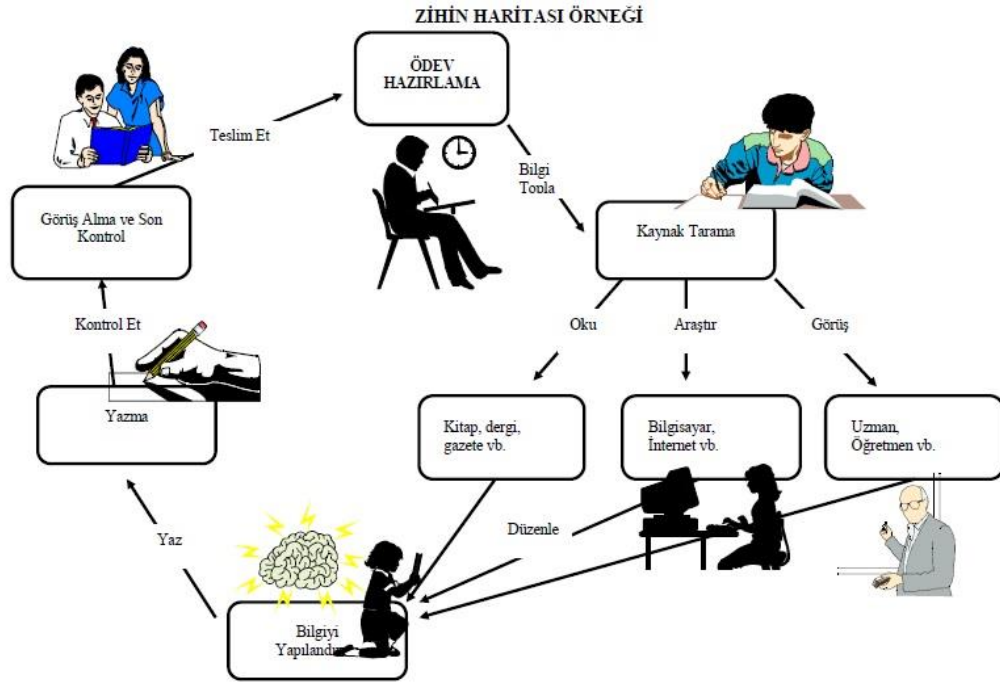 ZİHİN HARİTASI ÖRNEĞİ
ÖDEV
HAZIRLAMA
Teslim Et
Bilgi
Topla
Görüş Alma ve Son
Kontrol
Kaynak Tarama
Kontrol Et
Oku
Araştır
Görüş
Yazma
Kitap, dergi,
gazete vb.
Bilgisayar,
İnternet vb.
Uzman,
Öğretmen vb.
Yaz
Düzenle
Bilgiyi